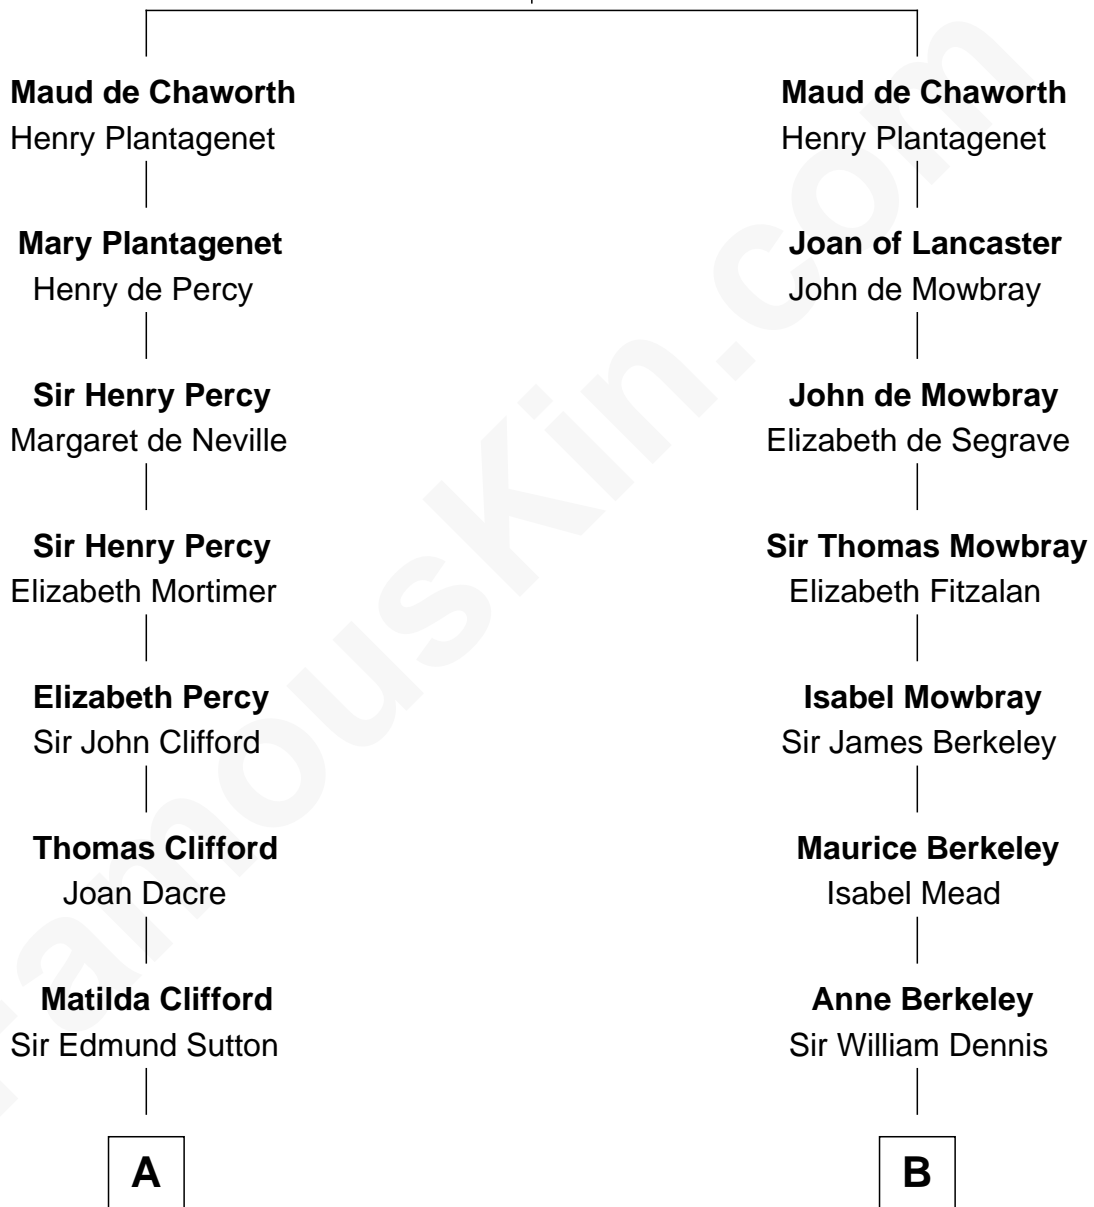 Maud de Chaworth
Henry Plantagenet
Mary Plantagenet
Henry de Percy
Sir Henry Percy
Margaret de Neville
Sir Henry Percy
Elizabeth Mortimer
Elizabeth Percy
Sir John Clifford
Thomas Clifford
Joan Dacre
Matilda Clifford
Sir Edmund Sutton
A
Maud de Chaworth
Henry Plantagenet
Joan of Lancaster
John de Mowbray
John de Mowbray
Elizabeth de Segrave
Sir Thomas Mowbray
Elizabeth Fitzalan
Isabel Mowbray
Sir James Berkeley
Maurice Berkeley
Isabel Mead
Anne Berkeley
Sir William Dennis
B
FamousKin.com